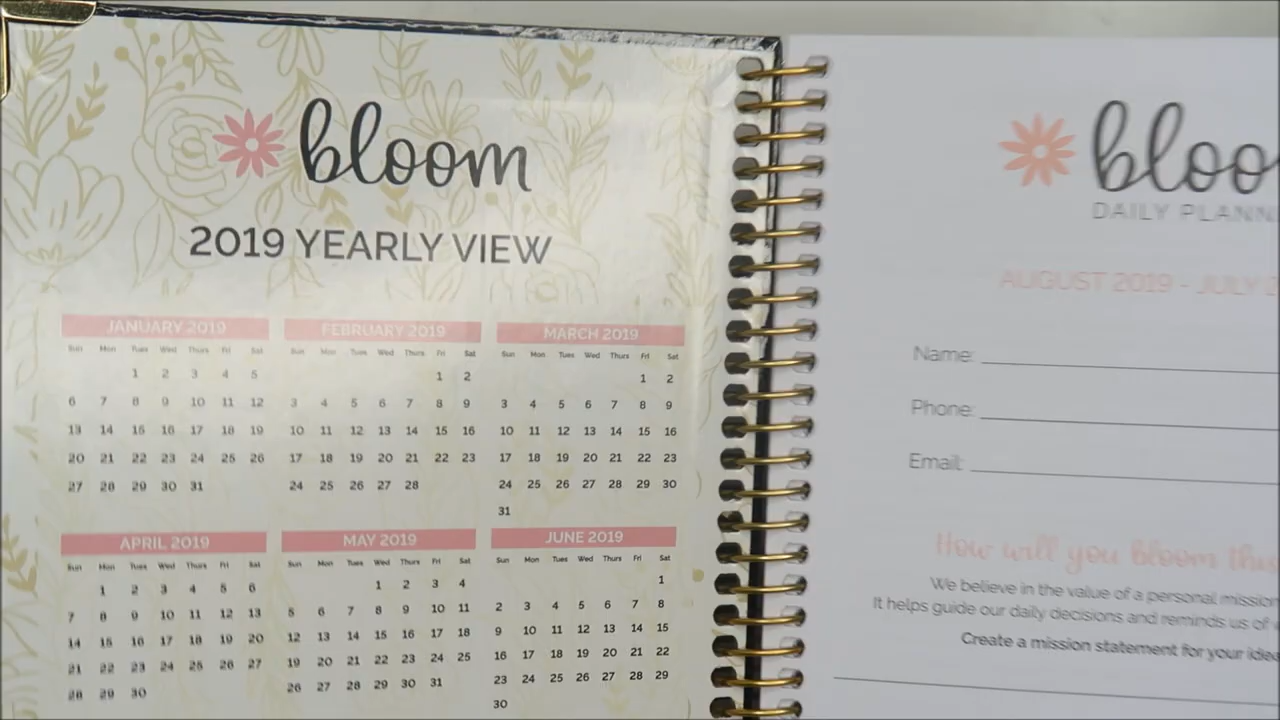 bloom
2019 YEARLY VIEW
JANUARY 2019
Sun Mon Tues Wed Thurs Fri Sat
1 2 3 4 5
6 7 8 9 10 11 12
13 14 15 16 17 18 19
20 21 22 23 24 25 26
27 28 29 30 31
FEBRUARY 2019
Sun Mon Tues Wed Thurs Fri Sat
1 2
3 4 5 6 7 8 9
10 11 12 13 14 15 16
17 18 19 20 21 22 23
24 25 26 27 28
MARCH 2019
Sun Mon Tues Wed Thurs Fri Sat
1 2
3 4 5 6 7 8 9
10 11 12 13 14 15 16
17 18 19 20 21 22 23
24 25 26 27 28 29 30
31
APRIL 2019
Sun Mon Tues Wed Thurs Fri Sat
1 2 3 4 5 6
7 8 9 10 11 12 13
14 15 16 17 18 19 20
21 22 23 24 25 26 27
28 29 30
MAY 2019
Sun Mon Tues Wed Thurs Fri Sat
1 2 3 4
5 6 7 8 9 10 11
12 13 14 15 16 17 18
19 20 21 22 23 24 25
26 27 28 29 30 31
JUNE 2019
Sun Mon Tues Wed Thurs Fri Sat
1
2 3 4 5 6 7 8
9 10 11 12 13 14 15
16 17 18 19 20 21 22
23 24 25 26 27 28 29
30
bloo
DAILY PLANN
AUGUST 2019 - JULY
Name:
Phone:
Email:
How will you bloom this
We believe in the value of a personal mission
It helps guide our daily decisions and reminds us of
Create a mission statement for your idea